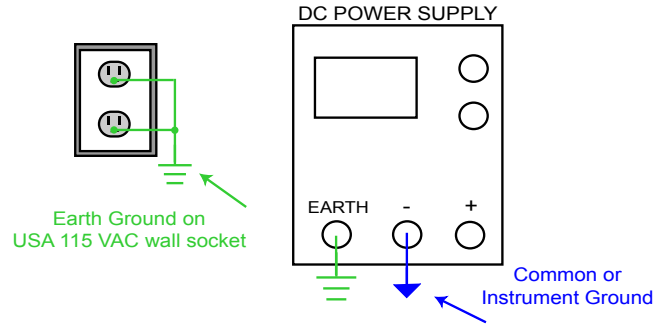 DC POWER SUPPLY
EARTH - +
Earth Ground on
USA 115 VAC wall socket
Common or
Instrument Ground